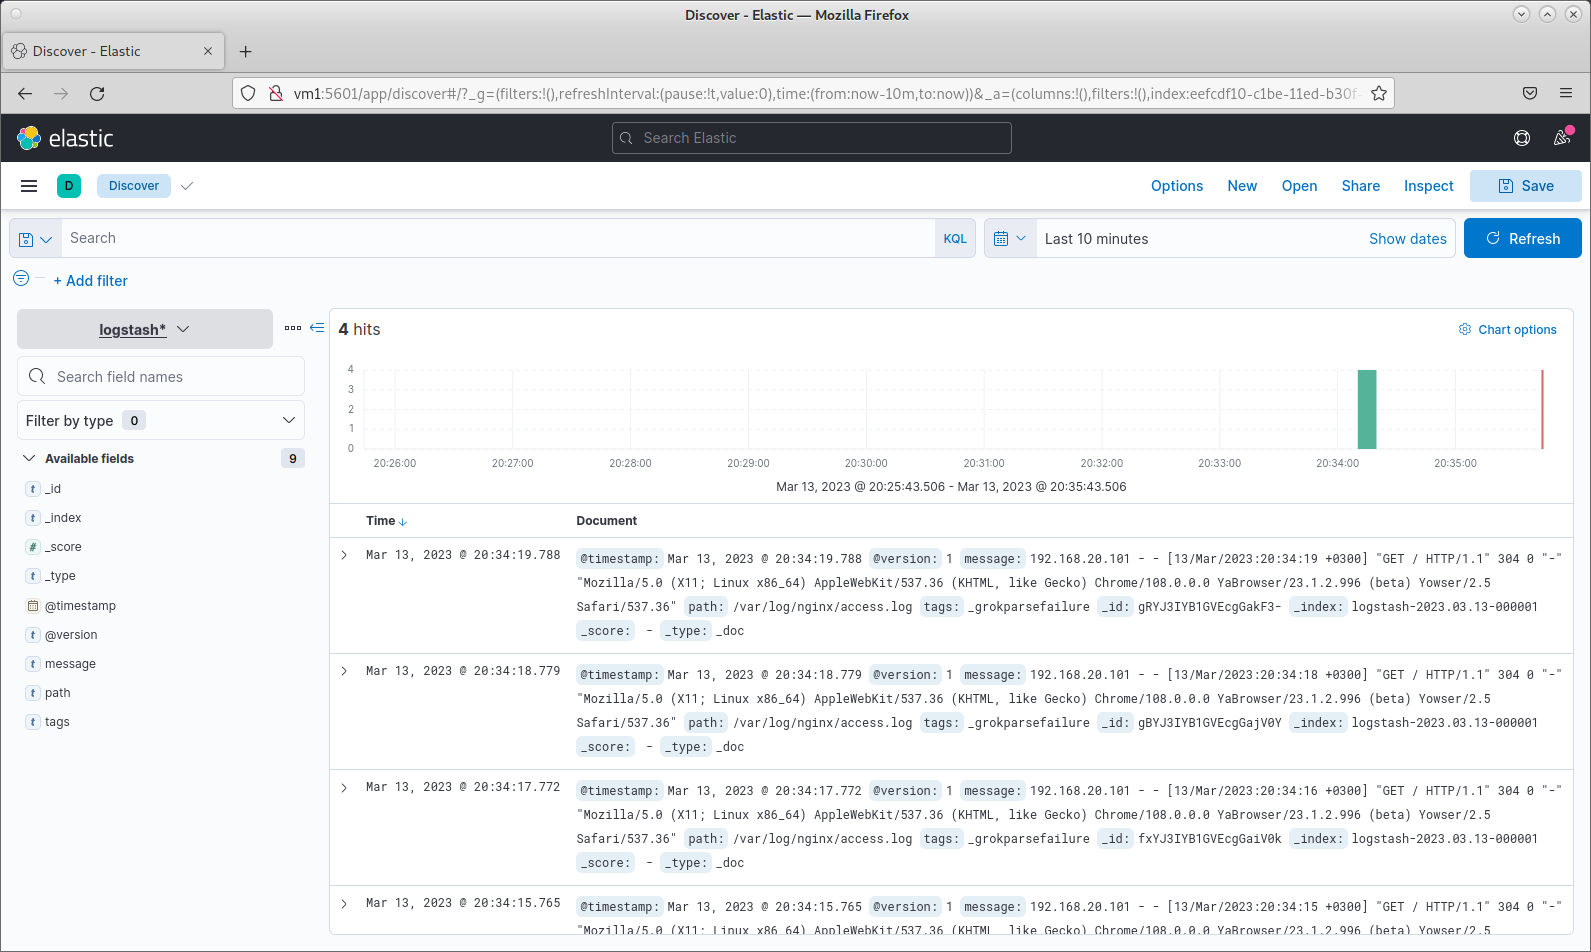 Discover - Elastic — Mozilla Firefox
Discover - Elastic
vm1:5601/app/discover#/?_g=(filters:!(),refreshInterval:(pause:!t,value:0),time:(from:now-10m,to:now))&_a=(columns:!(),filters:!(),index:eefcdf10-c1be-11ed-b30f-
elastic
Search Elastic
D
Discover
Options
New
Open
Share
Inspect
Save
Search
KQL
Last 10 minutes
Show dates
Refresh
+ Add filter
logstash*
Search field names
Filter by type 0
Available fields 9
t _id
t _index
# _score
t _type
@timestamp
t @version
t message
t path
t tags
4 hits
Chart options
4
3
2
1
0
20:26:00 20:27:00 20:28:00 20:29:00 20:30:00 20:31:00 20:32:00 20:33:00 20:34:00 20:35:00
Mar 13, 2023 @ 20:25:43.506 - Mar 13, 2023 @ 20:35:43.506
Time Document
Mar 13, 2023 @ 20:34:19.788 @timestamp: Mar 13, 2023 @ 20:34:19.788 @version: 1 message: 192.168.20.101 - - [13/Mar/2023:20:34:19 +0300] "GET / HTTP/1.1" 304 0 "-"
"Mozilla/5.0 (X11; Linux x86_64) AppleWebKit/537.36 (KHTML, like Gecko) Chrome/108.0.0.0 YaBrowser/23.1.2.996 (beta) Yowser/2.5
Safari/537.36" path: /var/log/nginx/access.log tags: _grokparsefailure _id: gRYJ3IYB1GVEcgGakF3- _index: logstash-2023.03.13-000001
_score: - _type: _doc
Mar 13, 2023 @ 20:34:18.779 @timestamp: Mar 13, 2023 @ 20:34:18.779 @version: 1 message: 192.168.20.101 - - [13/Mar/2023:20:34:18 +0300] "GET / HTTP/1.1" 304 0 "-"
"Mozilla/5.0 (X11; Linux x86_64) AppleWebKit/537.36 (KHTML, like Gecko) Chrome/108.0.0.0 YaBrowser/23.1.2.996 (beta) Yowser/2.5
Safari/537.36" path: /var/log/nginx/access.log tags: _grokparsefailure _id: gBYJ3IYB1GVEcgGajV0Y _index: logstash-2023.03.13-000001
_score: - _type: _doc
Mar 13, 2023 @ 20:34:17.772 @timestamp: Mar 13, 2023 @ 20:34:17.772 @version: 1 message: 192.168.20.101 - - [13/Mar/2023:20:34:16 +0300] "GET / HTTP/1.1" 304 0 "-"
"Mozilla/5.0 (X11; Linux x86_64) AppleWebKit/537.36 (KHTML, like Gecko) Chrome/108.0.0.0 YaBrowser/23.1.2.996 (beta) Yowser/2.5
Safari/537.36" path: /var/log/nginx/access.log tags: _grokparsefailure _id: fxYJ3IYB1GVEcgGaiV0k _index: logstash-2023.03.13-000001
_score: - _type: _doc
Mar 13, 2023 @ 20:34:15.765 @timestamp: Mar 13, 2023 @ 20:34:15.765 @version: 1 message: 192.168.20.101 - - [13/Mar/2023:20:34:15 +0300] "GET / HTTP/1.1" 304 0 "-"
"Mozilla/5.0 (X11; Linux x86_64) AppleWebKit/537.36 (KHTML, like Gecko) Chrome/108.0.0.0 YaBrowser/23.1.2.996 (beta) Yowser/2.5